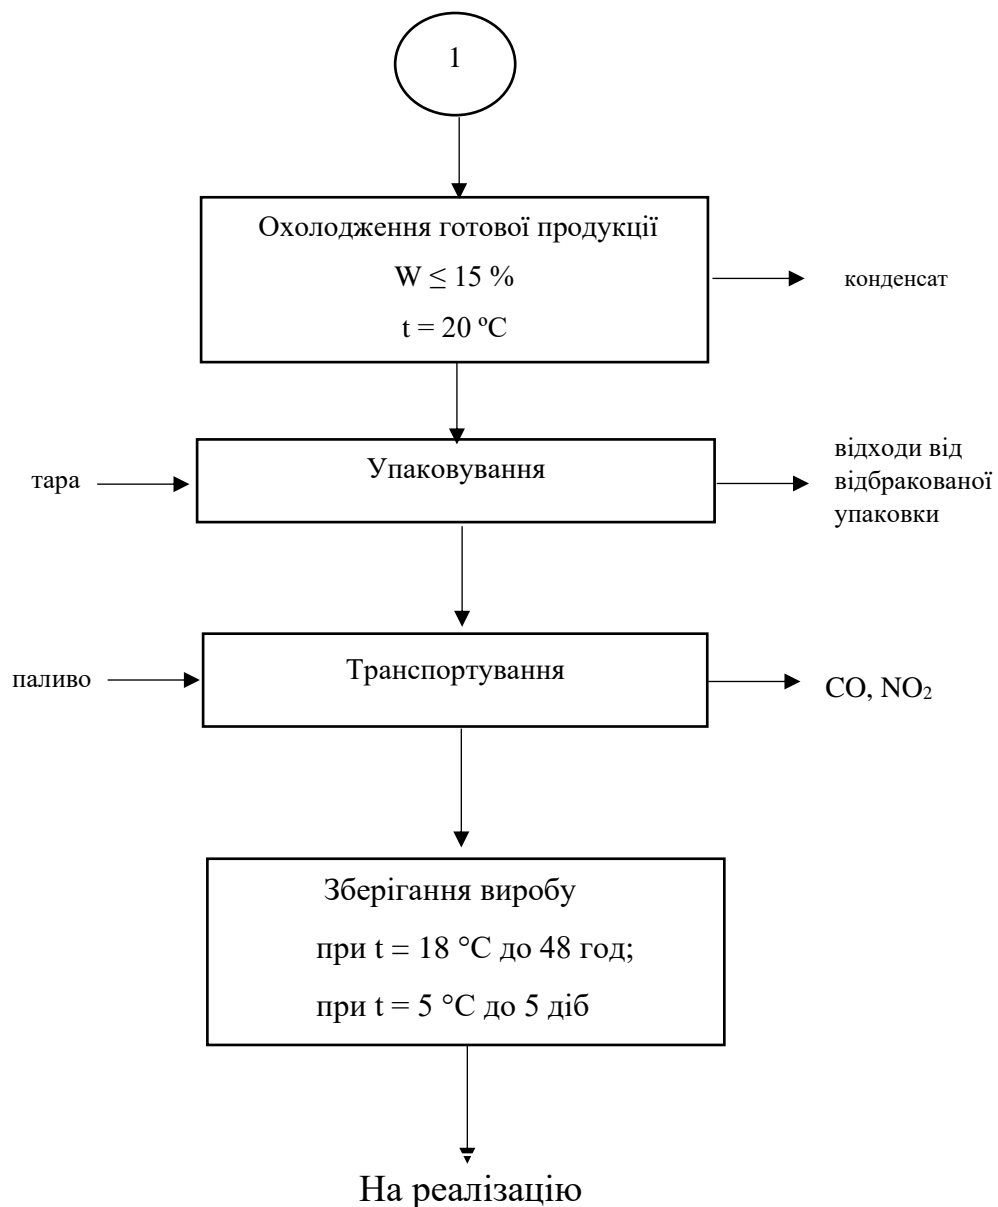 1
Охолодження готової продукції
W ≤ 15 %
t = 20 ºC
конденсат
тара
Упаковування
відходи від
відбракованої
упаковки
паливо
Транспортування
CO, NO₂
Зберігання виробу
при t = 18 °C до 48 год;
при t = 5 °C до 5 діб
На реалізацію